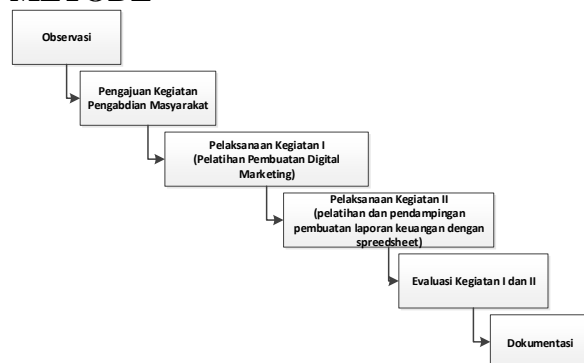 METODE
Observasi
Pengajuan Kegiatan
Pengabdian Masyarakat
Pelaksanaan Kegiatan I
(Pelatihan Pembuatan Digital
Marketing)
Pelaksanaan Kegiatan II
(pelatihan dan pendampingan
pembuatan laporan keuangan dengan
spreedsheet)
Evaluasi Kegiatan I dan II
Dokumentasi